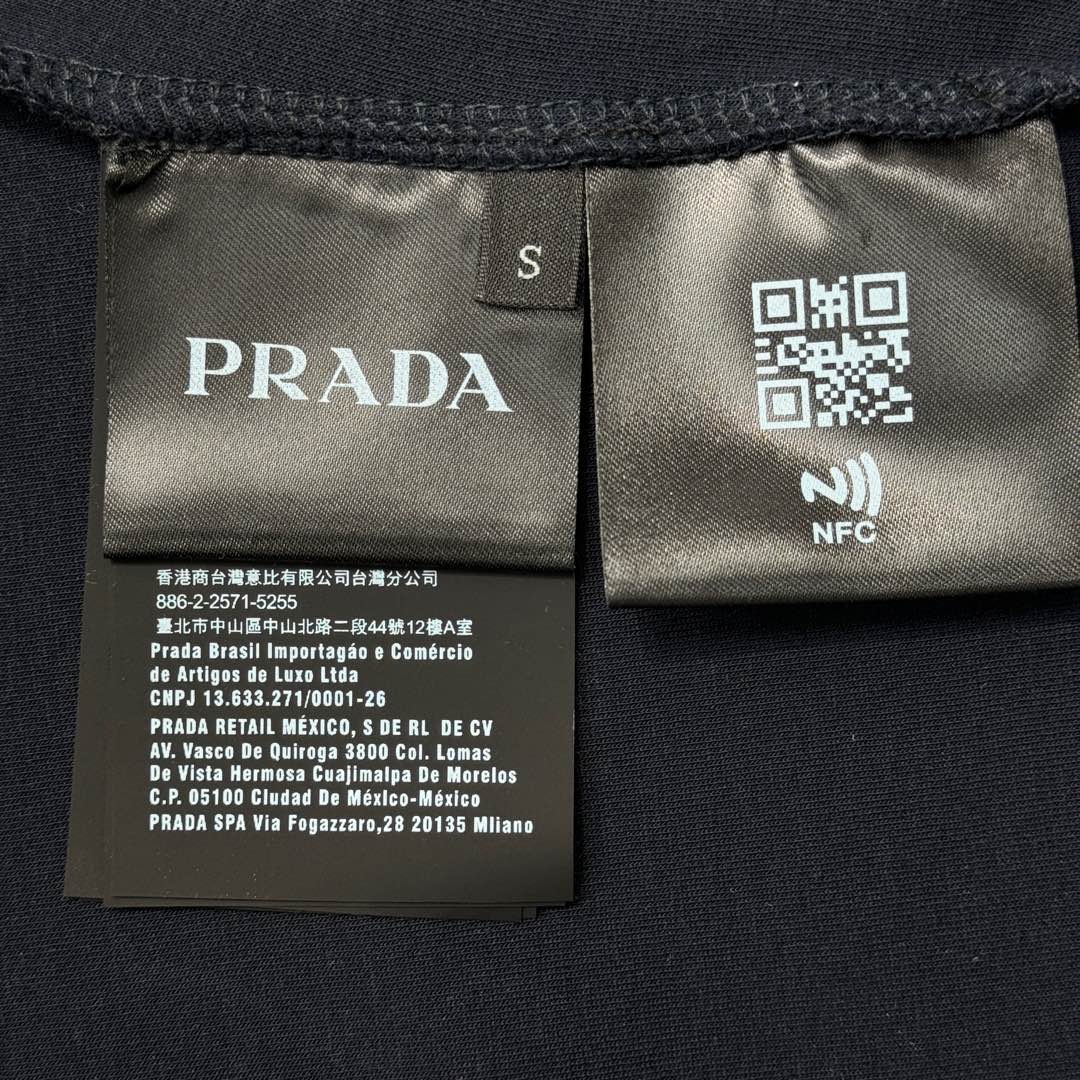 S
PRADA
NFC
香港商台灣意比有限公司台灣分公司
886-2-2571-5255
臺北市中山區中山北路二段44號12樓A室
Prada Brasil Importagáo e Comércio
de Artigos de Luxo Ltda
CNPJ 13.633.271/0001-26
PRADA RETAIL MÉXICO, S DE RL DE CV
AV. Vasco De Quiroga 3800 Col. Lomas
De Vista Hermosa Cuajimalpa De Morelos
C.P. 05100 Cludad De MéxIco-México
PRADA SPA Via Fogazzaro,28 20135 Mliano